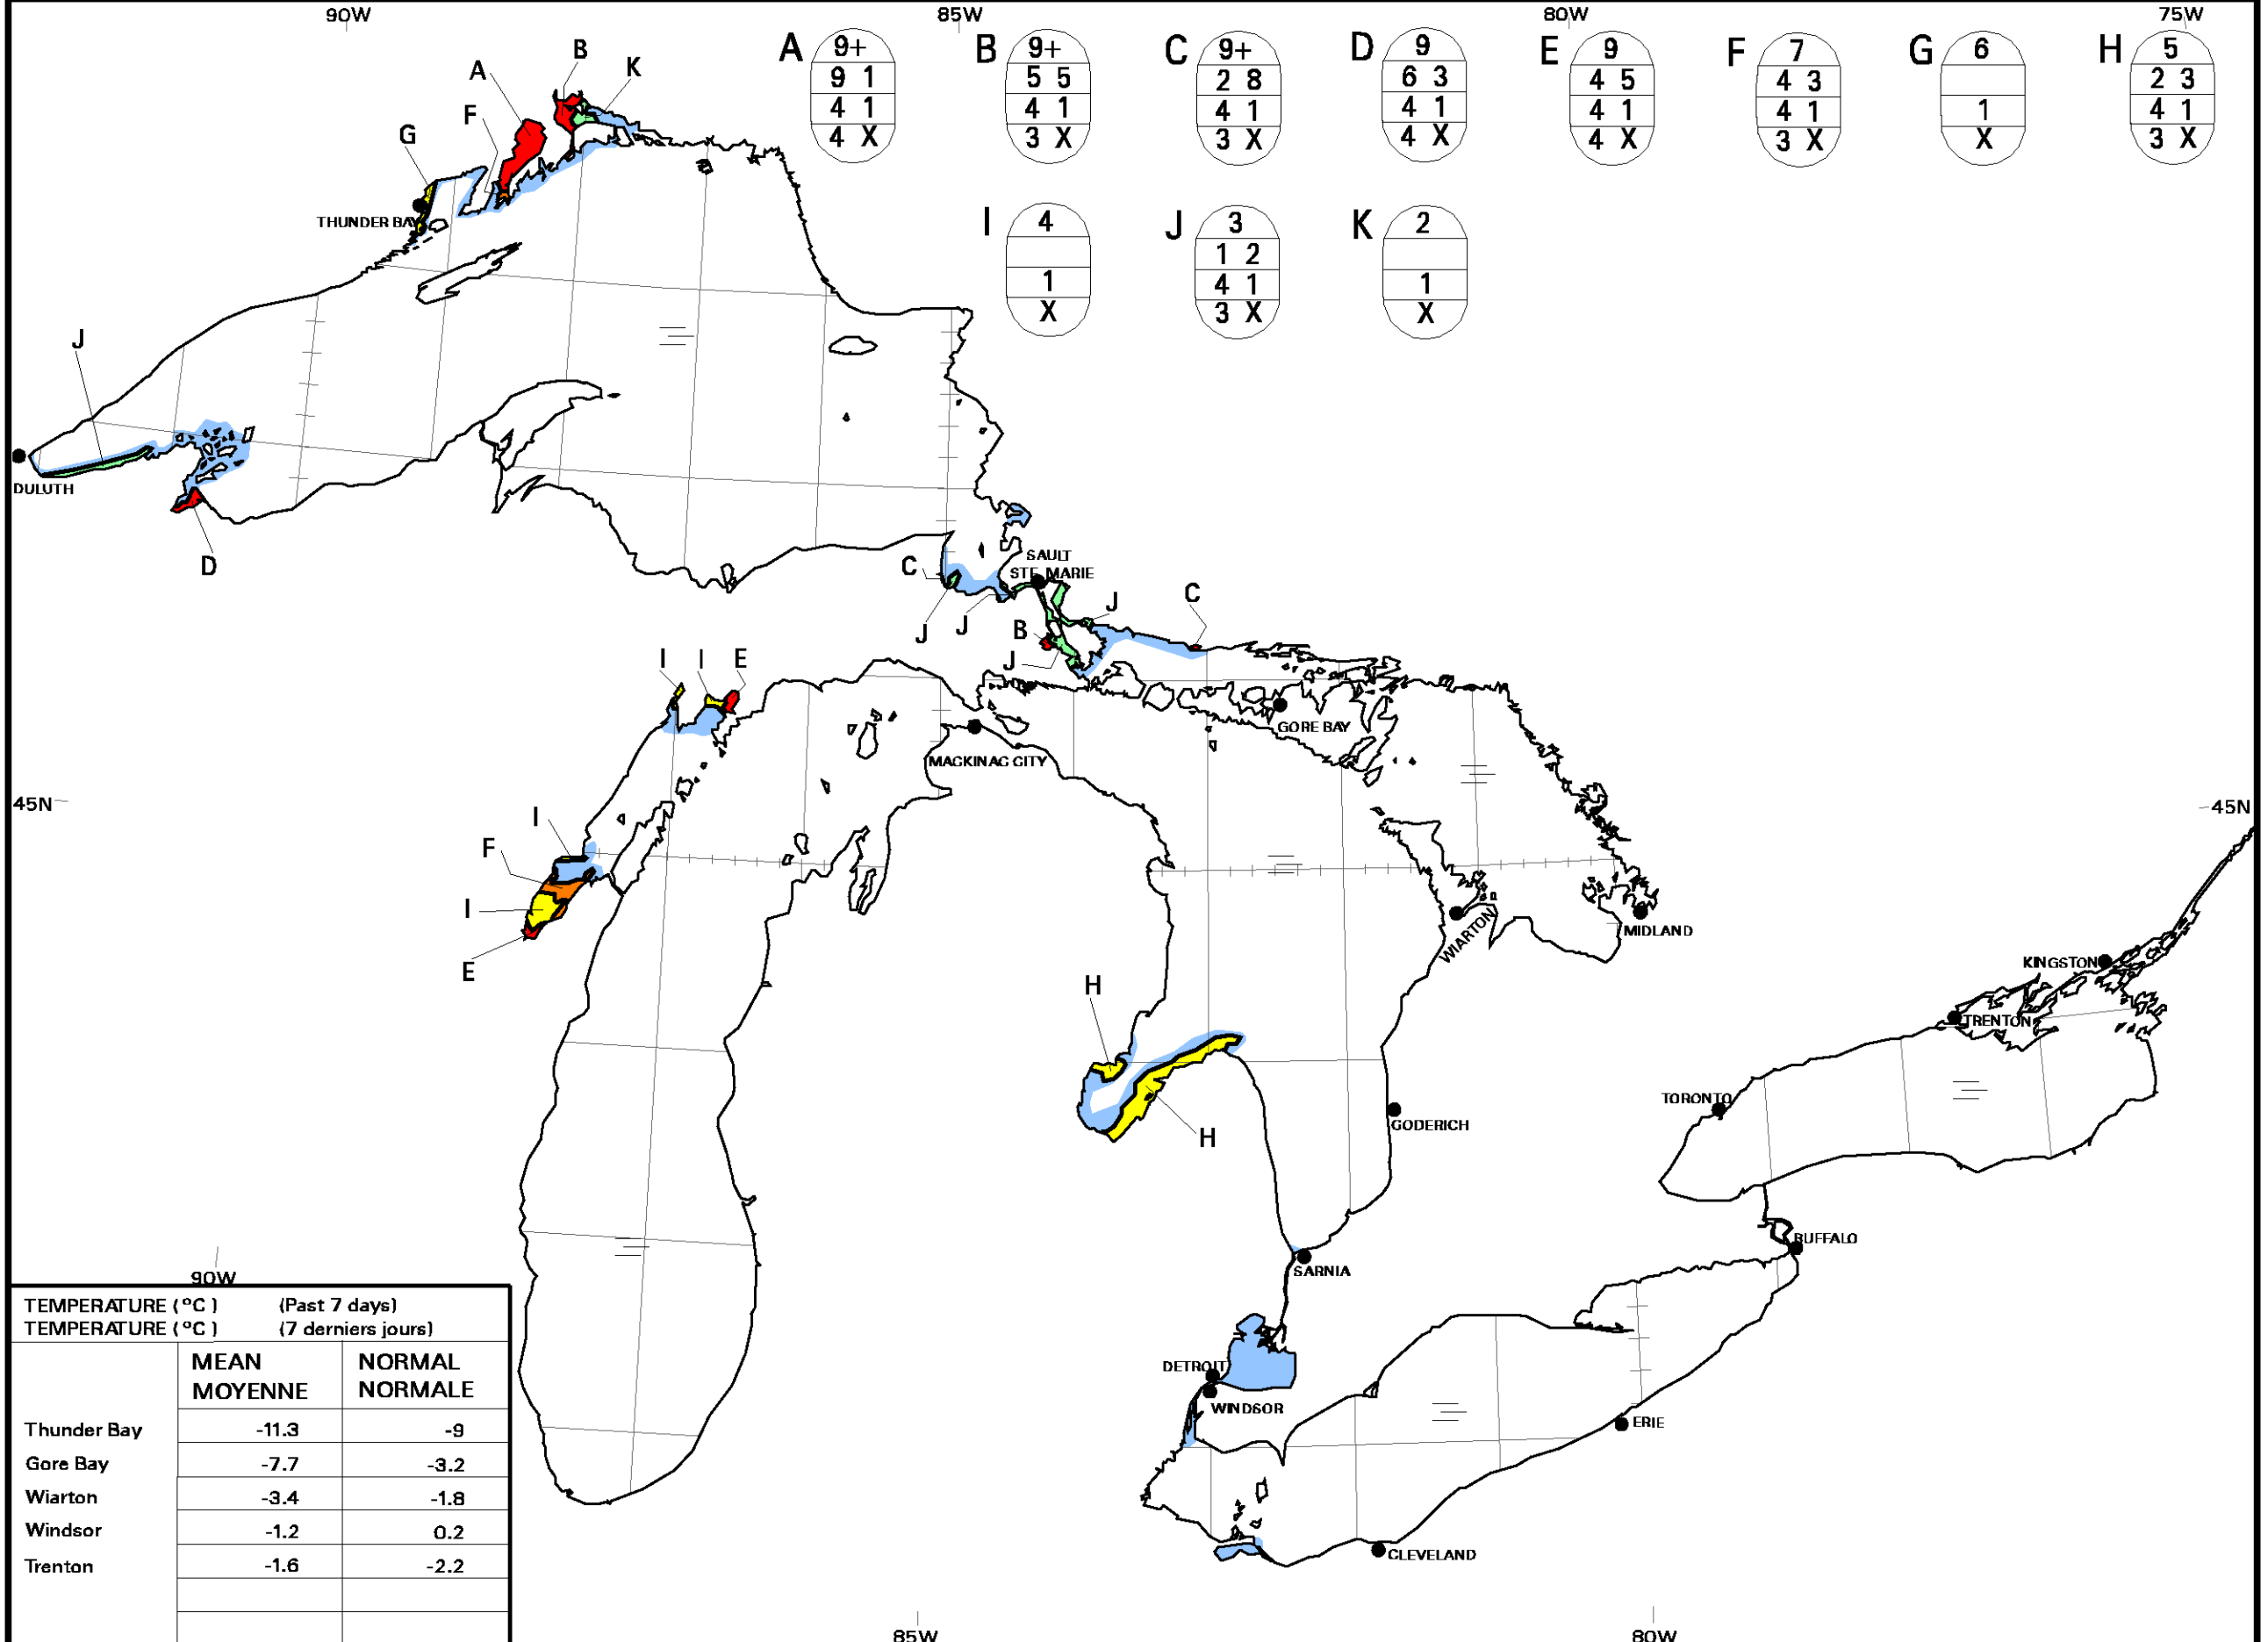 90W 85W 80W 75W
A 9+ B 9+ C 9+ D 9 E 9 F 7 G 6 H 5
9 1 5 5 2 8 6 3 4 5 4 3 2 3
4 1 4 1 4 1 4 1 4 1 4 1 1 4 1
4 X 3 X 3 X 4 X 4 X 3 X X 3 X
I 4 J 3 K 2
1 2
1 4 1 1
X 3 X X
B
A K
F
G
THUNDER BAY
J
DULUTH
D
SAULT
STE. MARIE
C
C
J
J J
B
J
I I E
GORE BAY
MACKINAC CITY
45N 45N
I
F
I
E
WIARTON
MIDLAND
KINGSTON
TRENTON
H
H
TORONTO
GODERICH
BUFFALO
SARNIA
90W
DETROIT
WINDSOR
ERIE
CLEVELAND
TEMPERATURE (°C) (Past 7 days)
TEMPERATURE (°C) (7 derniers jours)
MEAN NORMAL
MOYENNE NORMALE
Thunder Bay -11.3 -9
Gore Bay -7.7 -3.2
Wiarton -3.4 -1.8
Windsor -1.2 0.2
Trenton -1.6 -2.2
85W 80W